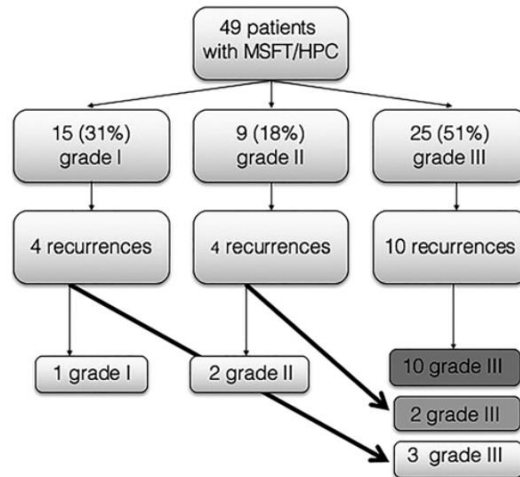 49 patients
with MSFT/HPC
15 (31%)
grade I
9 (18%)
grade II
25 (51%)
grade III
4 recurrences
4 recurrences
10 recurrences
1 grade I
2 grade II
10 grade III
2 grade III
3 grade III